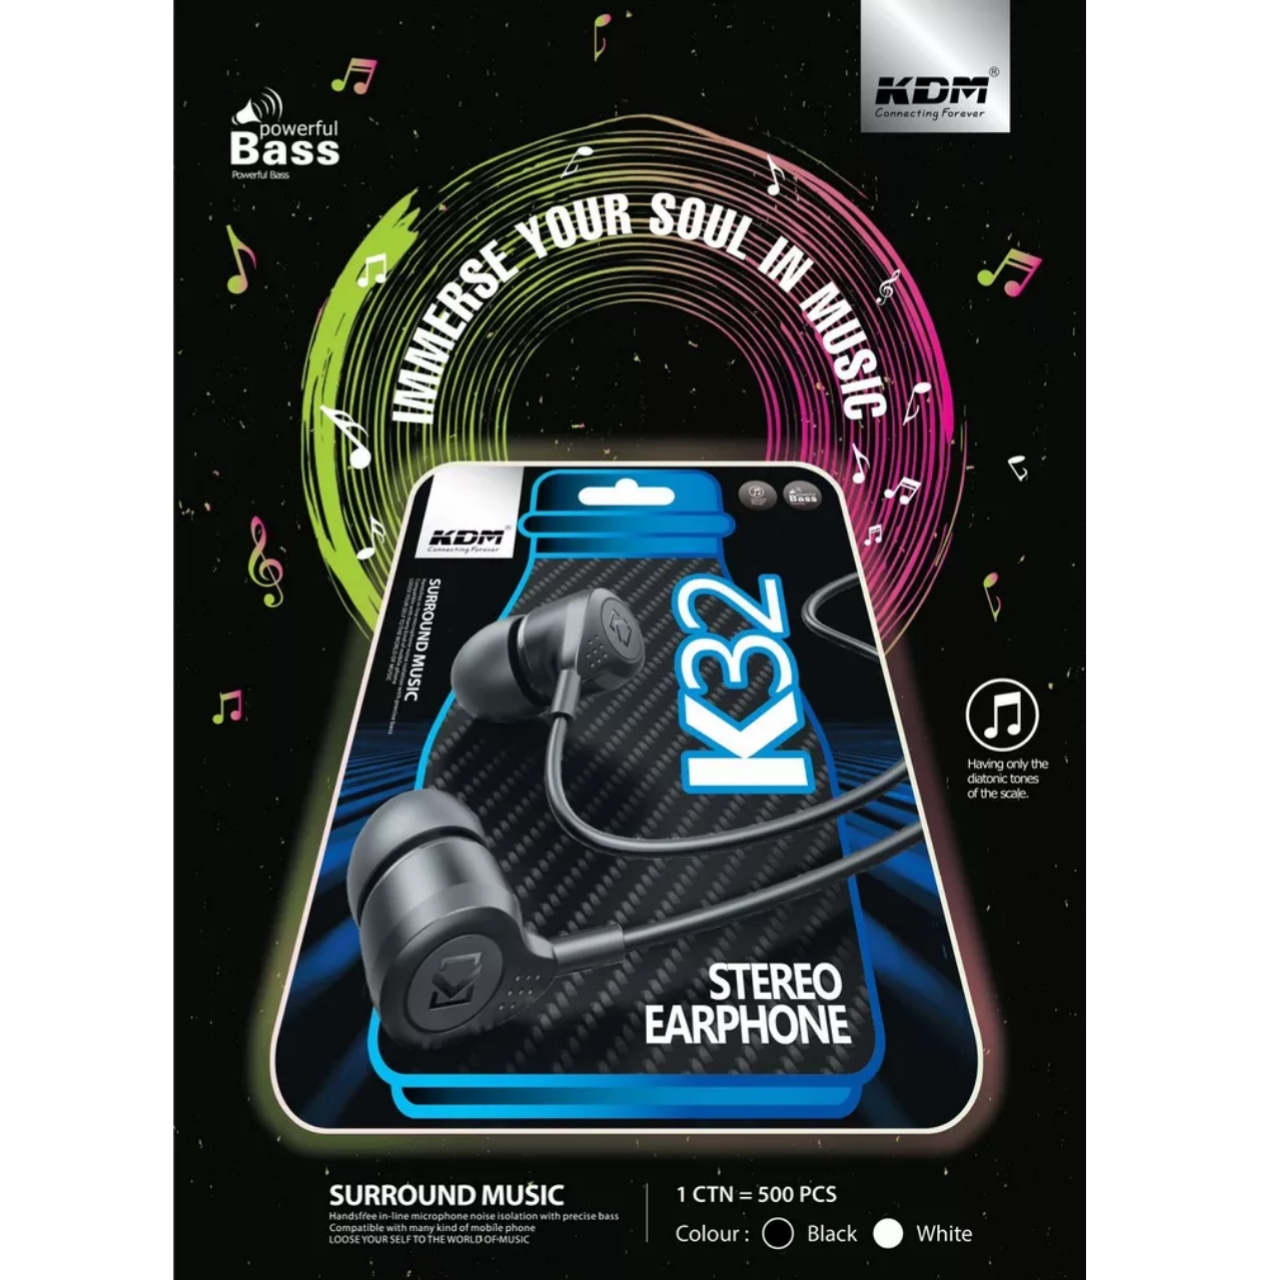 KDM®
Connecting Forever
powerful
Bass
Powerful Bass
IMMERSE YOUR SOUL IN MUSIC
KDM®
Connecting Forever
Bass
SURROUND MUSIC
K32
Having only the
diatonic tones
of the scale.
STEREO
EARPHONE
SURROUND MUSIC
Handsfree in-line microphone noise isolation with precise bass
Compatible with many kind of mobile phone
LOOSE YOUR SELF TO THE WORLD OF-MUSIC
1 CTN = 500 PCS
Colour : Black White